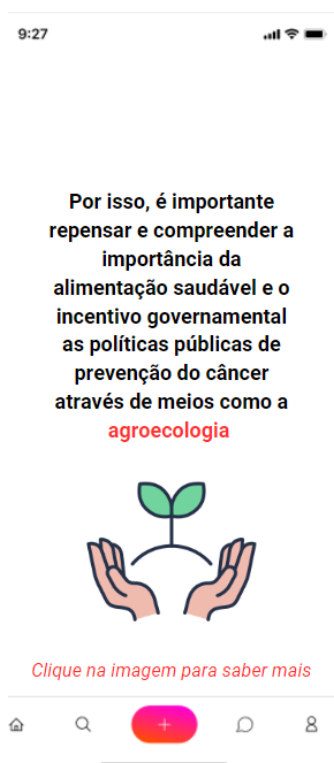 9:27
Por isso, é importante
repensar e compreender a
importância da
alimentação saudável e o
incentivo governamental
as políticas públicas de
prevenção do câncer
através de meios como a
agroecologia
Clique na imagem para saber mais